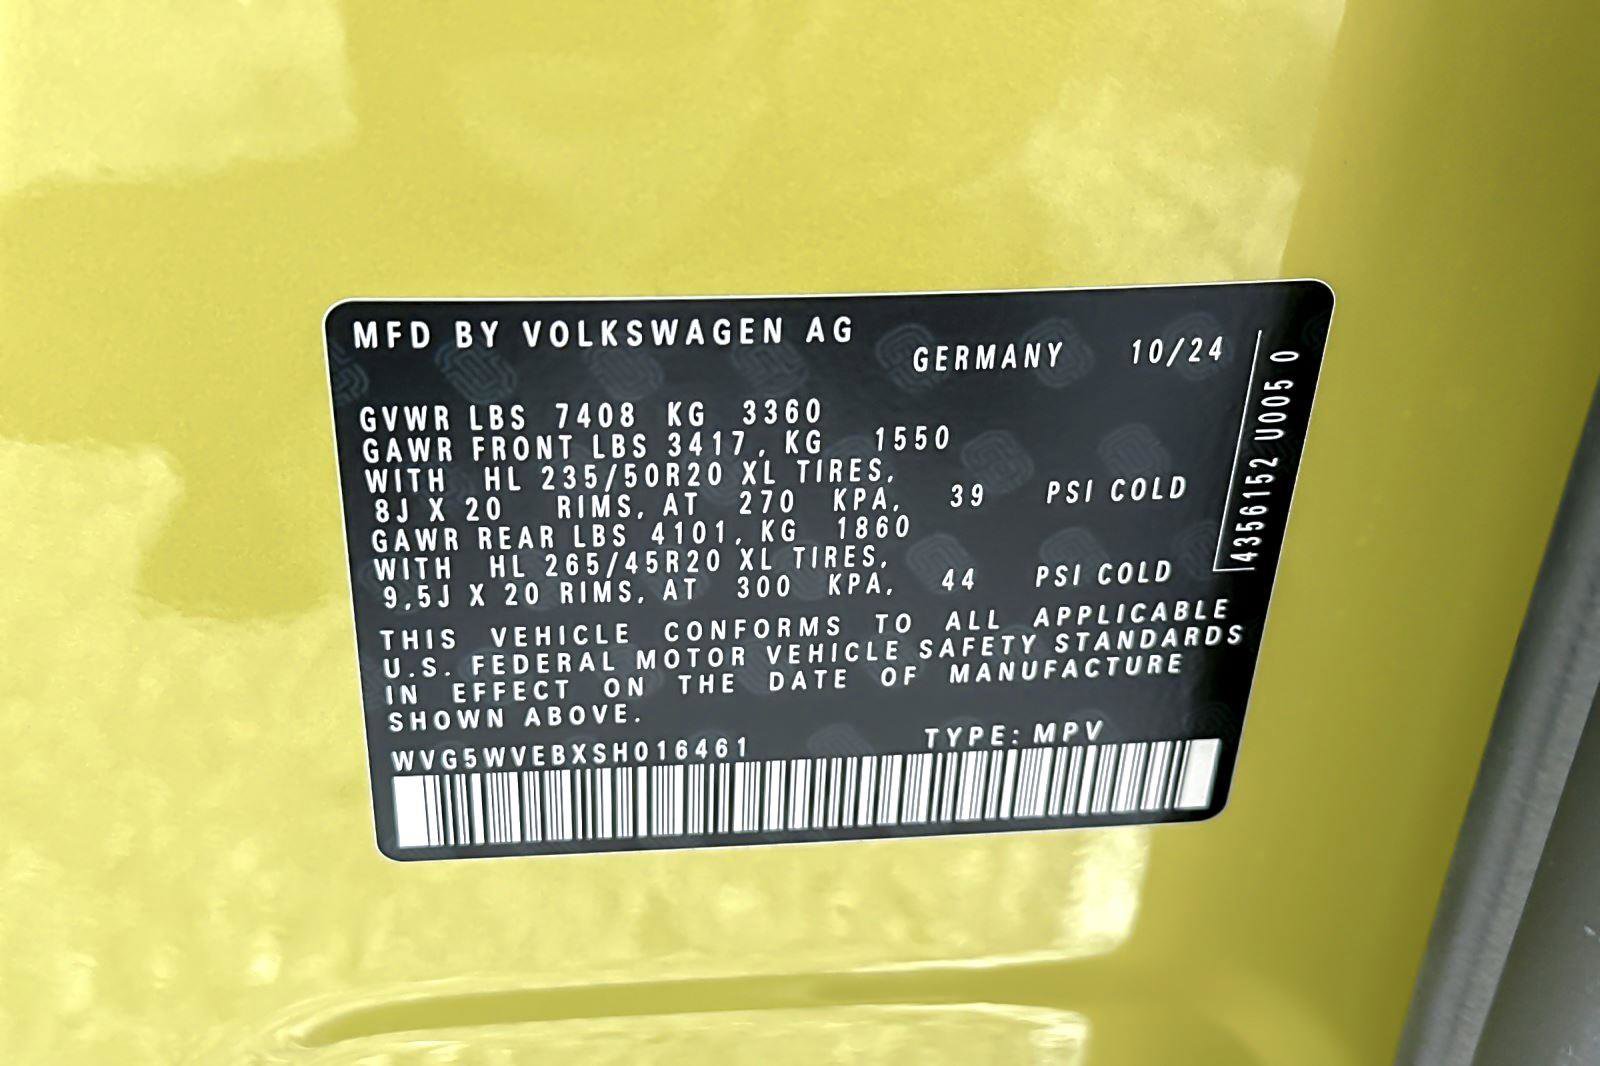 MFD BY VOLKSWAGEN AG
GERMANY 10/24
GVWR LBS 7408 KG 3360
GAWR FRONT LBS 3417, KG 1550
WITH HL 235/50R20 XL TIRES,
8J X 20 RIMS, AT 270 KPA, 39 PSI COLD
GAWR REAR LBS 4101, KG 1860
WITH HL 265/45R20 XL TIRES,
9,5J X 20 RIMS, AT 300 KPA, 44 PSI COLD
THIS VEHICLE CONFORMS TO ALL APPLICABLE
U.S. FEDERAL MOTOR VEHICLE SAFETY STANDARDS
IN EFFECT ON THE DATE OF MANUFACTURE
SHOWN ABOVE.
WVG5WVEBXSH016461 TYPE: MPV
4356152 U005 0